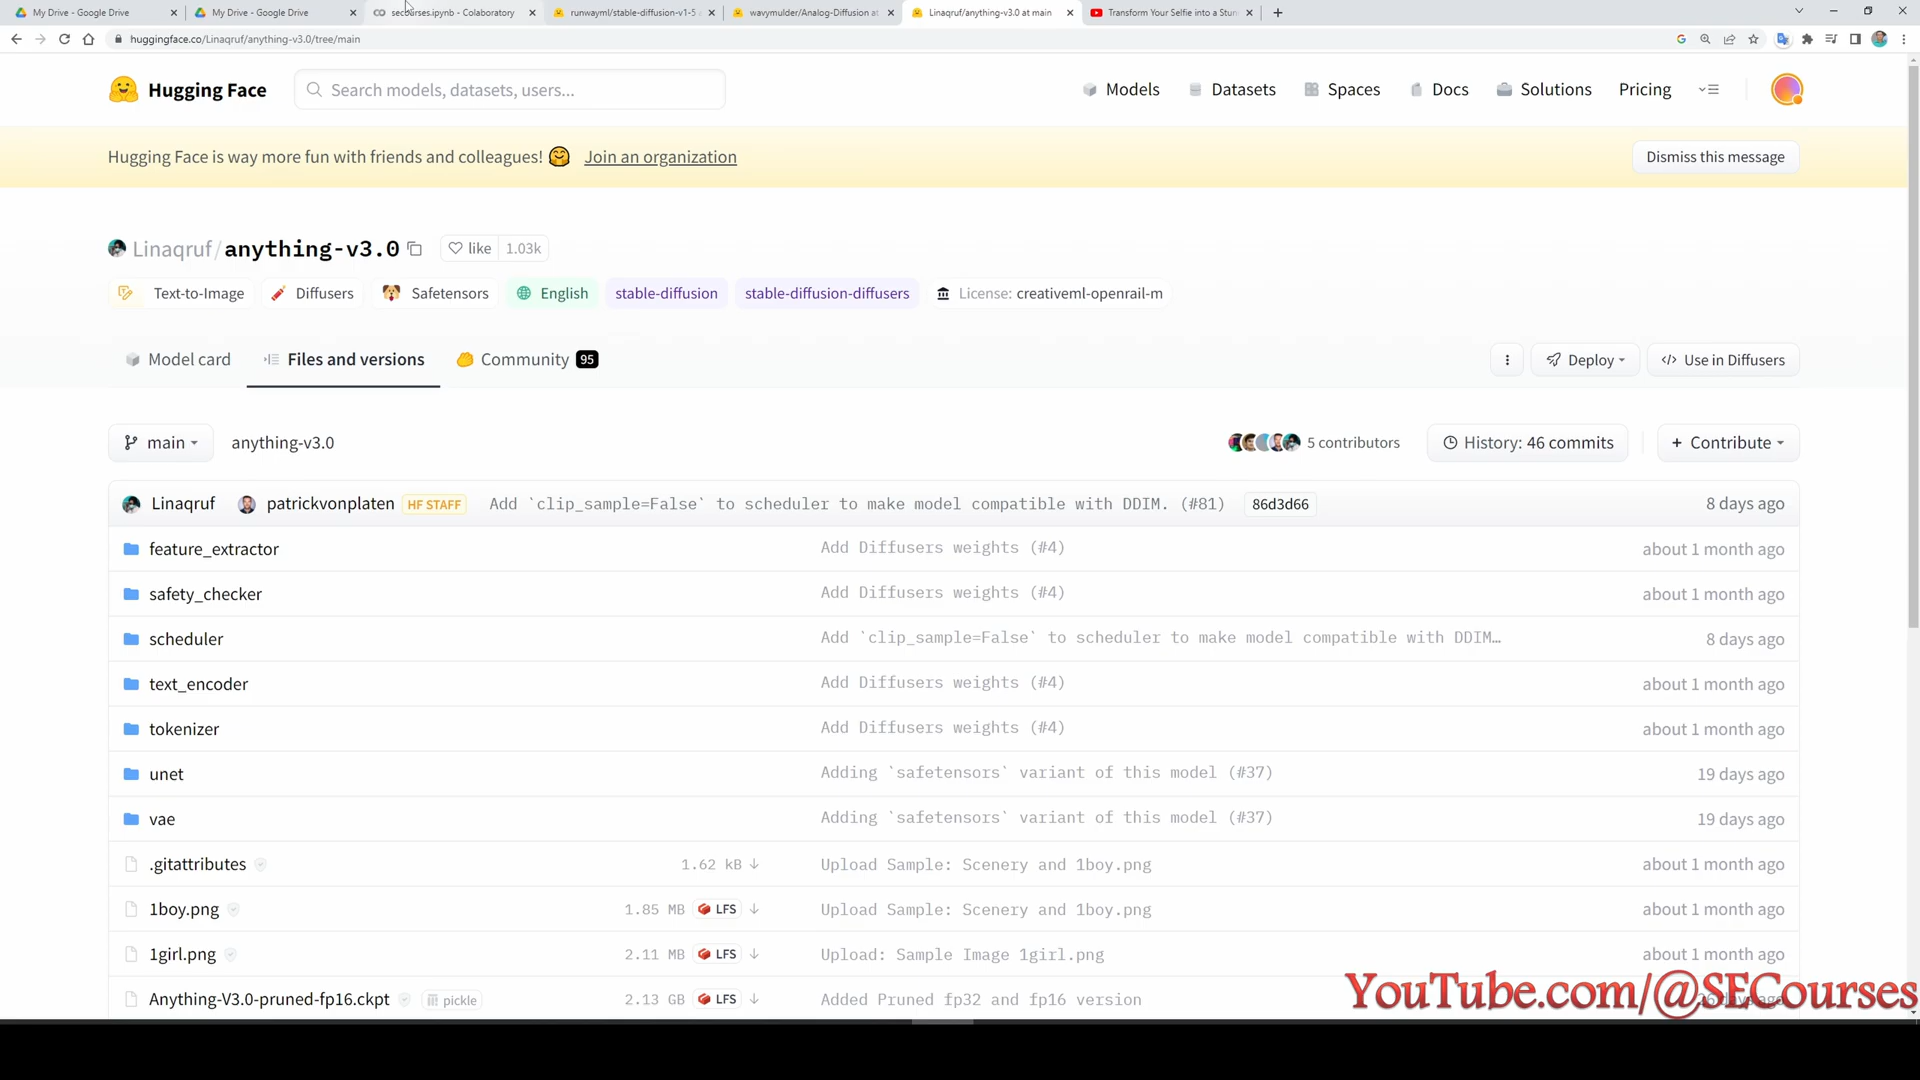 My Drive - Google Drive
My Drive - Google Drive
secourses.ipynb - Colaboratory
runwayml/stable-diffusion-v1-5
wavymulder/Analog-Diffusion at
Linaqruf/anything-v3.0 at main
Transform Your Selfie into a Stun
huggingface.co/Linaqruf/anything-v3.0/tree/main
Hugging Face
Search models, datasets, users...
Models
Datasets
Spaces
Docs
Solutions
Pricing
Hugging Face is way more fun with friends and colleagues! 🤗 Join an organization
Dismiss this message
Linaqruf/anything-v3.0
like 1.03k
Text-to-Image
Diffusers
Safetensors
English
stable-diffusion
stable-diffusion-diffusers
License: creativeml-openrail-m
Model card
Files and versions
Community 95
Deploy
</> Use in Diffusers
main
anything-v3.0
5 contributors
History: 46 commits
+ Contribute
Linaqruf patrickvonplaten HF STAFF Add `clip_sample=False` to scheduler to make model compatible with DDIM. (#81) 86d3d66 8 days ago
feature_extractor Add Diffusers weights (#4) about 1 month ago
safety_checker Add Diffusers weights (#4) about 1 month ago
scheduler Add `clip_sample=False` to scheduler to make model compatible with DDIM… 8 days ago
text_encoder Add Diffusers weights (#4) about 1 month ago
tokenizer Add Diffusers weights (#4) about 1 month ago
unet Adding `safetensors` variant of this model (#37) 19 days ago
vae Adding `safetensors` variant of this model (#37) 19 days ago
.gitattributes 1.62 kB Upload Sample: Scenery and 1boy.png about 1 month ago
1boy.png 1.85 MB LFS Upload Sample: Scenery and 1boy.png about 1 month ago
1girl.png 2.11 MB LFS Upload: Sample Image 1girl.png about 1 month ago
Anything-V3.0-pruned-fp16.ckpt pickle 2.13 GB LFS Added Pruned fp32 and fp16 version days ago
YouTube.com/@SECourses